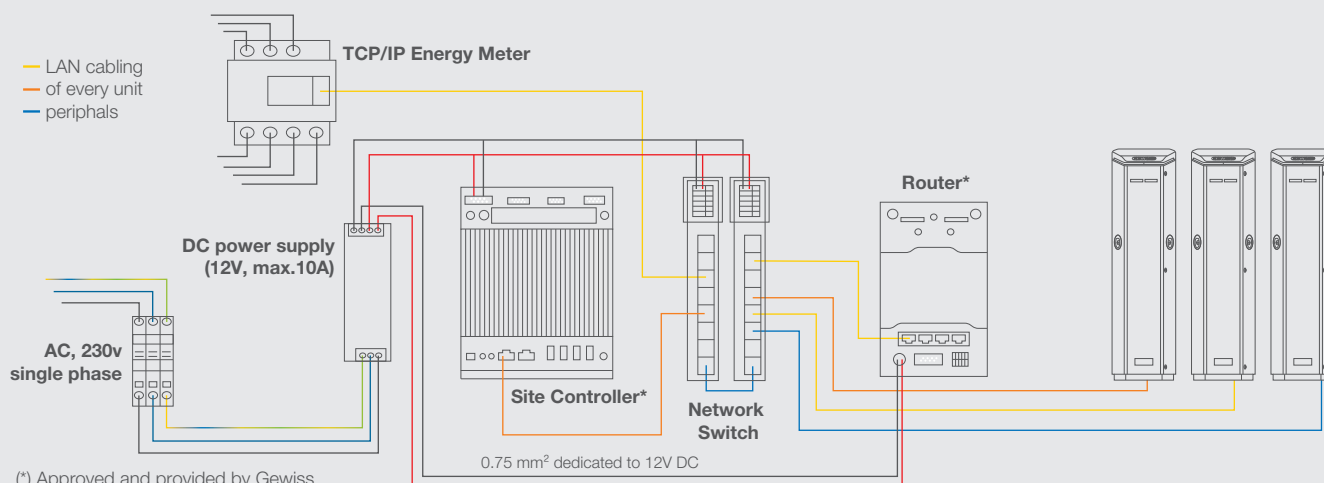 TCP/IP Energy Meter
LAN cabling
of every unit
periphals
Router*
DC power supply
(12V, max.10A)
AC, 230v
single phase
Site Controller*
Network
Switch
0.75 mm² dedicated to 12V DC
(*) Approved and provided by Gewiss